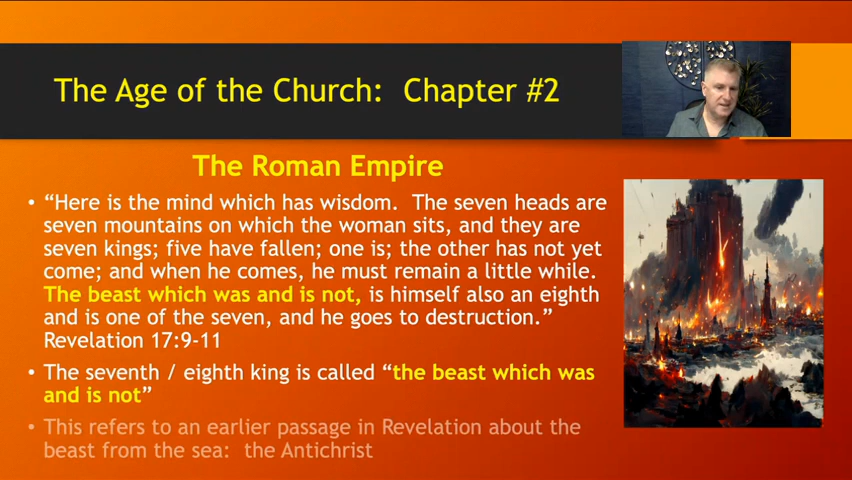 The Age of the Church:  Chapter #2
The Roman Empire
• “Here is the mind which has wisdom.  The seven heads are
seven mountains on which the woman sits, and they are
seven kings; five have fallen; one is; the other has not yet
come; and when he comes, he must remain a little while.
The beast which was and is not, is himself also an eighth
and is one of the seven, and he goes to destruction.”
Revelation 17:9-11
• The seventh / eighth king is called “the beast which was
and is not”
• This refers to an earlier passage in Revelation about the
beast from the sea:  the Antichrist